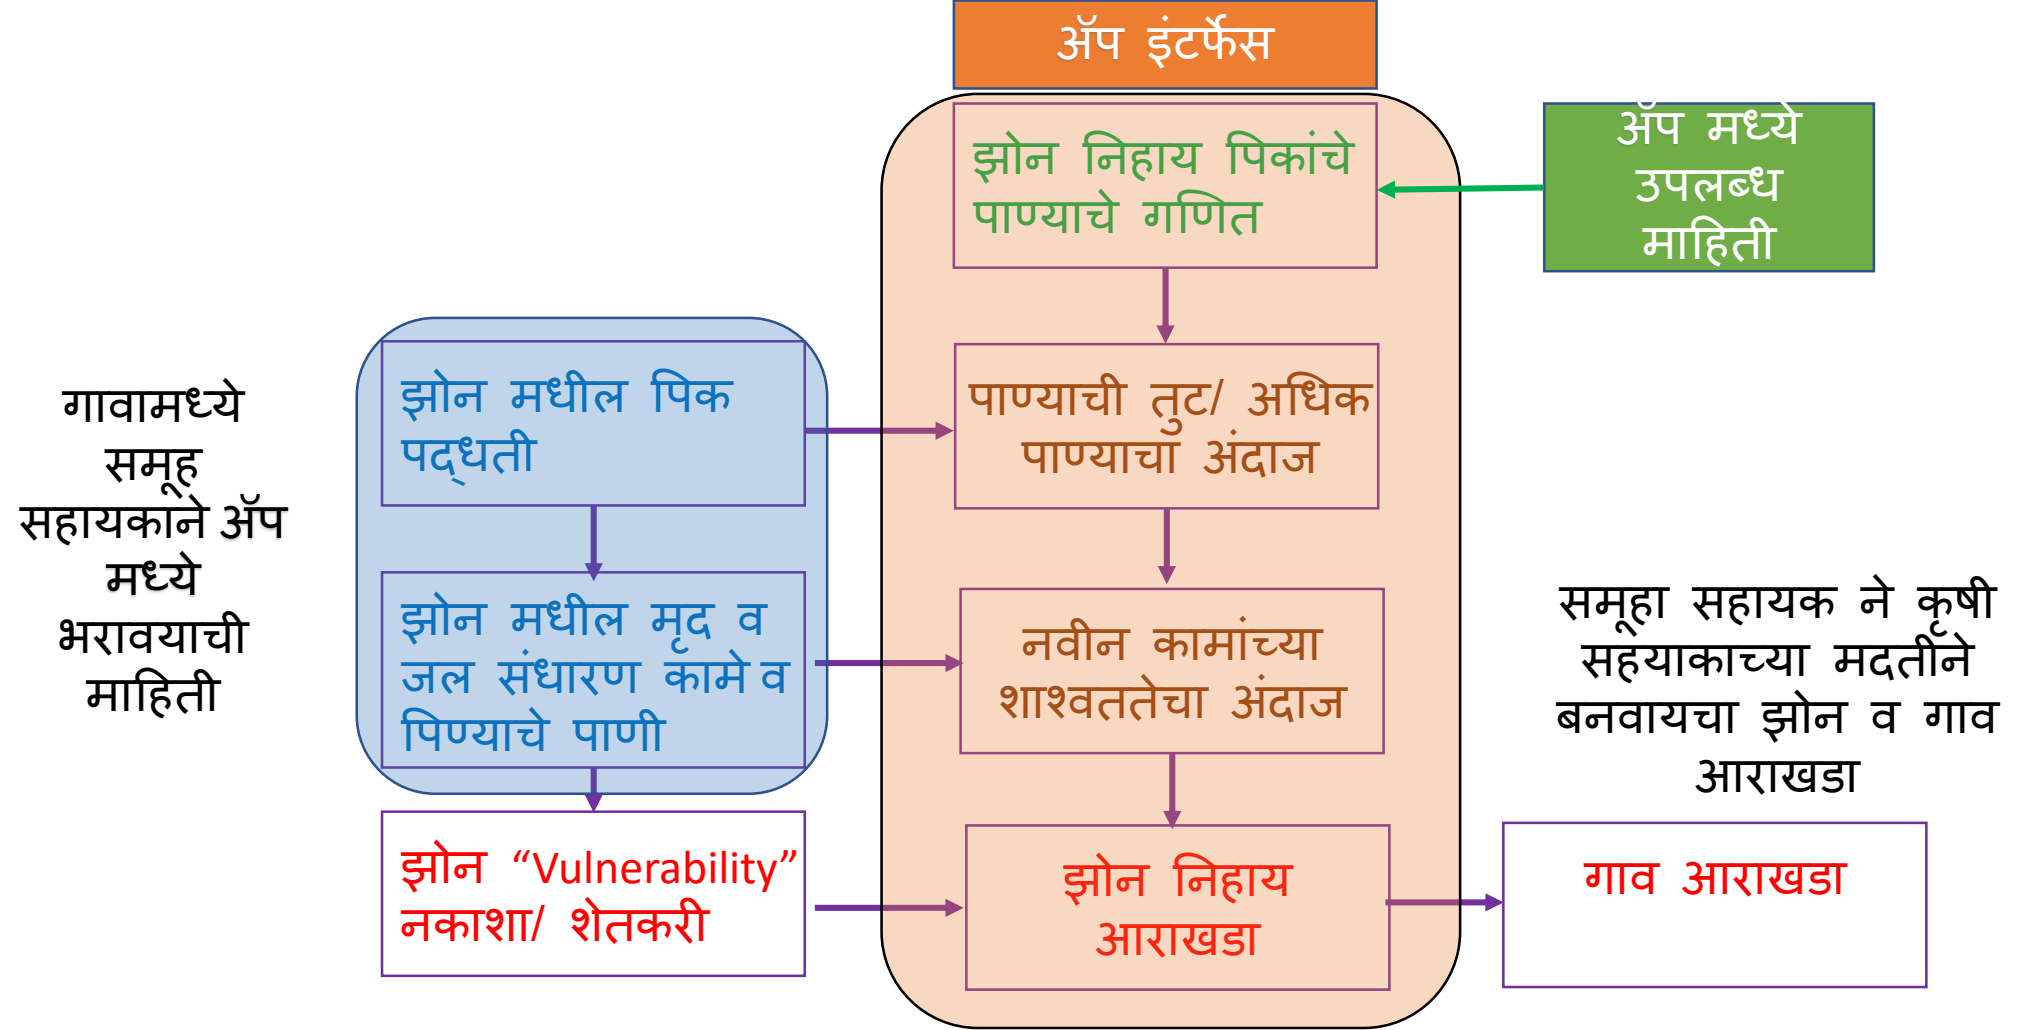 ॲप इंटर्फेस
झोन निहाय पिकांचे
पाण्याचे गणित
ॲप मध्ये
उपलब्ध
माहिती
गावामध्ये
समूह
सहायकाने ॲप
मध्ये
भरावयाची
माहिती
झोन मधील पिक
पद्धती
पाण्याची तुट/ अधिक
पाण्याचा अंदाज
झोन मधील मृद व
जल संधारण कामे व
पिण्याचे पाणी
नवीन कामांच्या
शाश्वततेचा अंदाज
समूहा सहायक ने कृषी
सहयाकाच्या मदतीने
बनवायचा झोन व गाव
आराखडा
झोन “Vulnerability”
नकाशा/ शेतकरी
झोन निहाय
आराखडा
गाव आराखडा